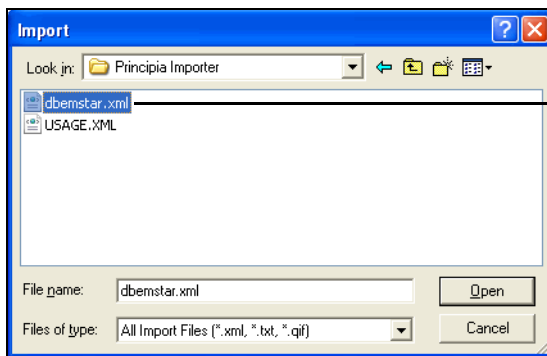 Import
Look in: Principia Importer
dbemstar.xml
USAGE.XML
File name: dbemstar.xml Open
Files of type: All Import Files (*.xml, *.txt, *.qif) Cancel